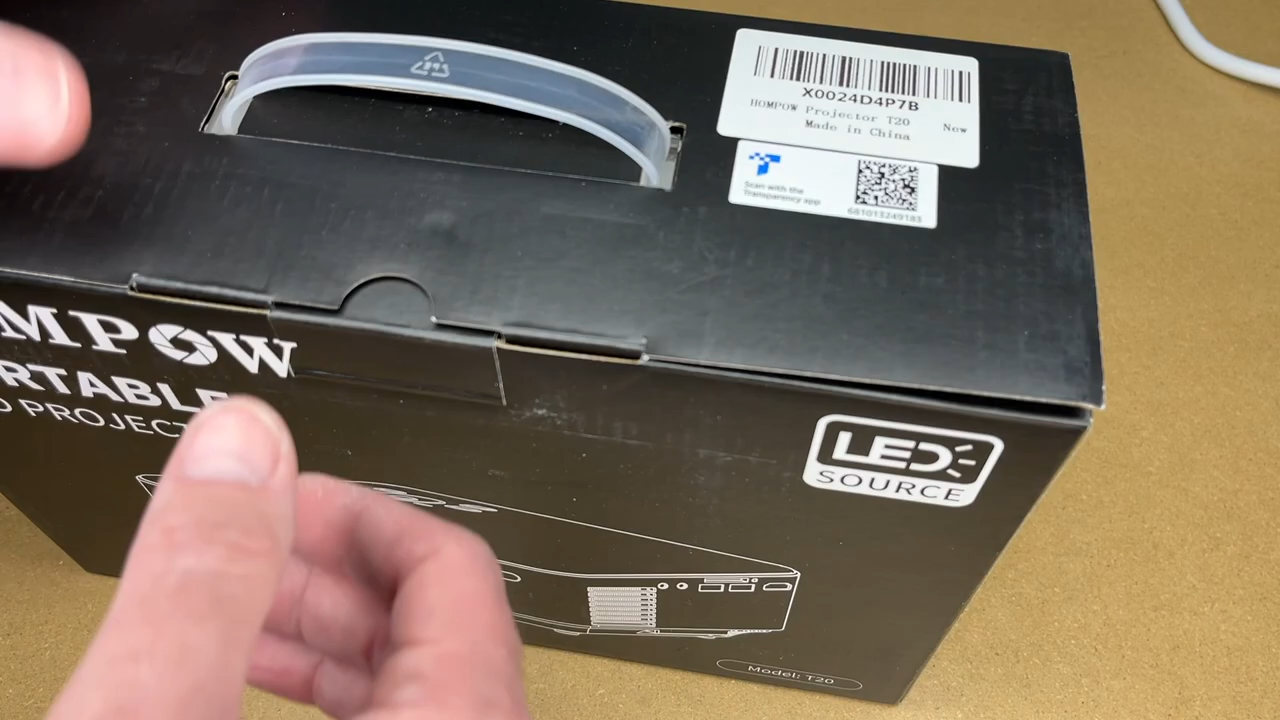 X0024D4P7B
HOMPOW Projector T20 New
Made in China
Scan with the
Transparency app
681013249183
MPOW
RTABLE
PROJECT
LED
SOURCE
Model: T20